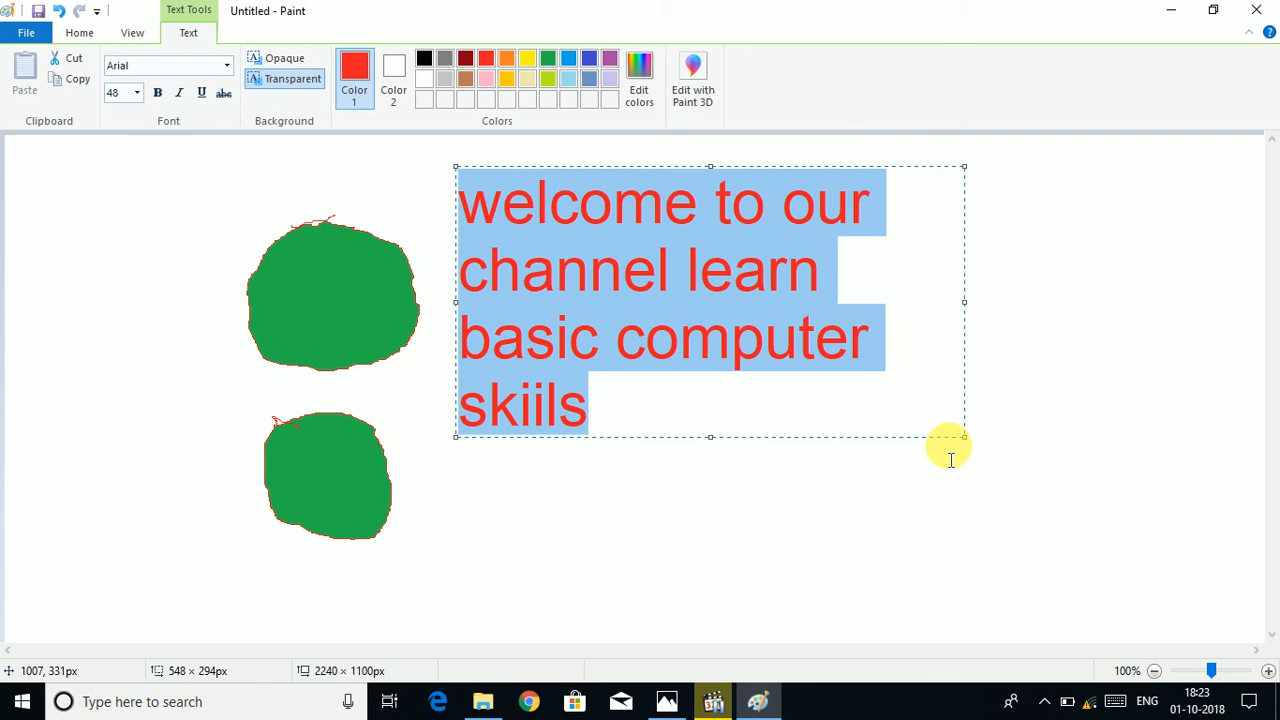 Text Tools
Untitled - Paint
File
Home
View
Text
Paste
Cut
Copy
Clipboard
Arial
48
B I U abc
Font
Opaque
Transparent
Background
Color 1
Color 2
Edit colors
Colors
Edit with Paint 3D
welcome to our
channel learn
basic computer
skiils
1007, 331px
548 × 294px
2240 × 1100px
100%
Type here to search
ENG
18:23
01-10-2018